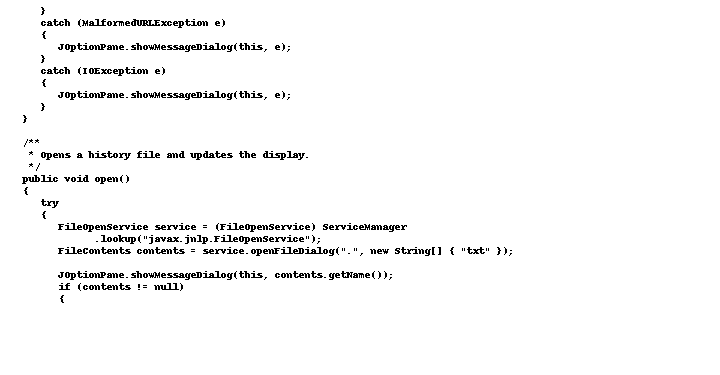 }
catch (MalformedURLException e)
{
JOptionPane.showMessageDialog(this, e);
}
catch (IOException e)
{
JOptionPane.showMessageDialog(this, e);
}
}
/**
* Opens a history file and updates the display.
*/
public void open()
{
try
{
FileOpenService service = (FileOpenService) ServiceManager
.lookup("javax.jnlp.FileOpenService");
FileContents contents = service.openFileDialog(".", new String[] { "txt" });
JOptionPane.showMessageDialog(this, contents.getName());
if (contents != null)
{